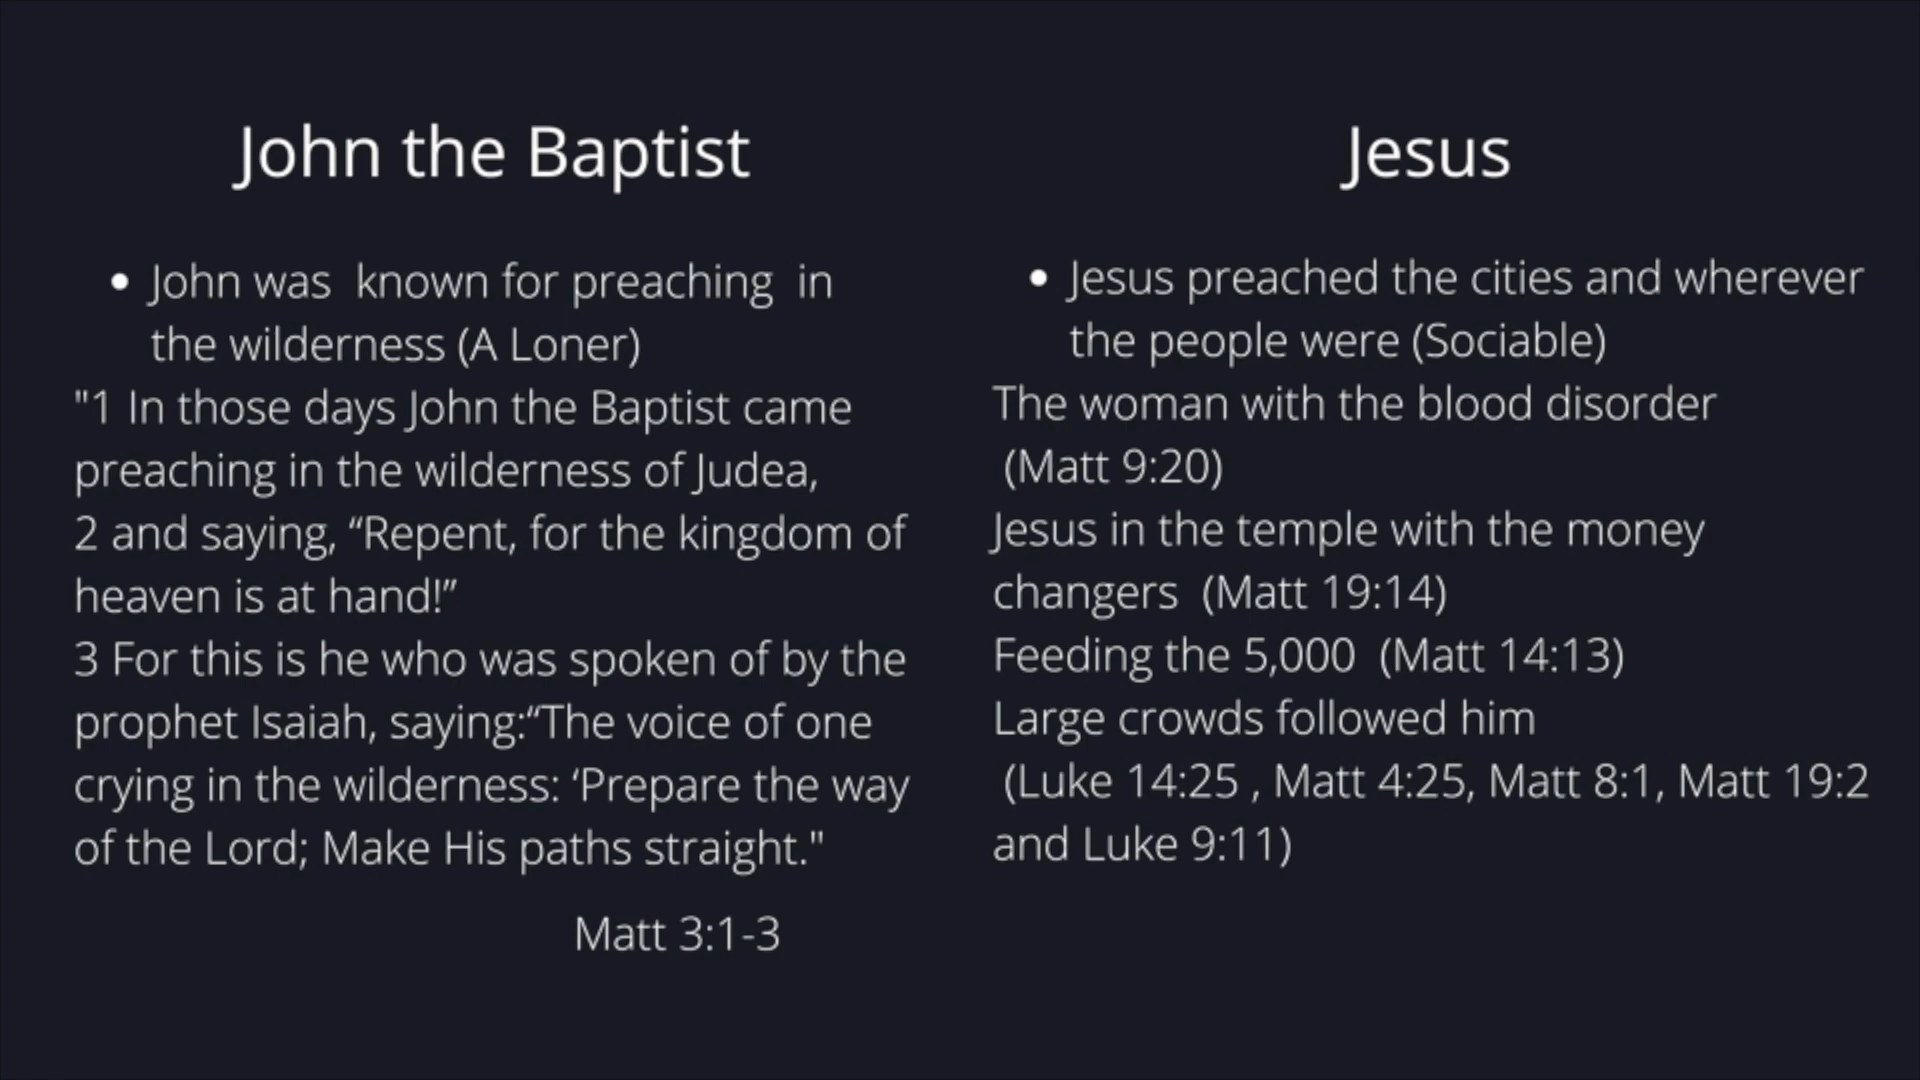 John the Baptist
• John was  known for preaching  in
the wilderness (A Loner)
"1 In those days John the Baptist came
preaching in the wilderness of Judea,
2 and saying, “Repent, for the kingdom of
heaven is at hand!”
3 For this is he who was spoken of by the
prophet Isaiah, saying:“The voice of one
crying in the wilderness: ‘Prepare the way
of the Lord; Make His paths straight."
Matt 3:1-3
Jesus
• Jesus preached the cities and wherever
the people were (Sociable)
The woman with the blood disorder
(Matt 9:20)
Jesus in the temple with the money
changers  (Matt 19:14)
Feeding the 5,000  (Matt 14:13)
Large crowds followed him
(Luke 14:25 , Matt 4:25, Matt 8:1, Matt 19:2
and Luke 9:11)